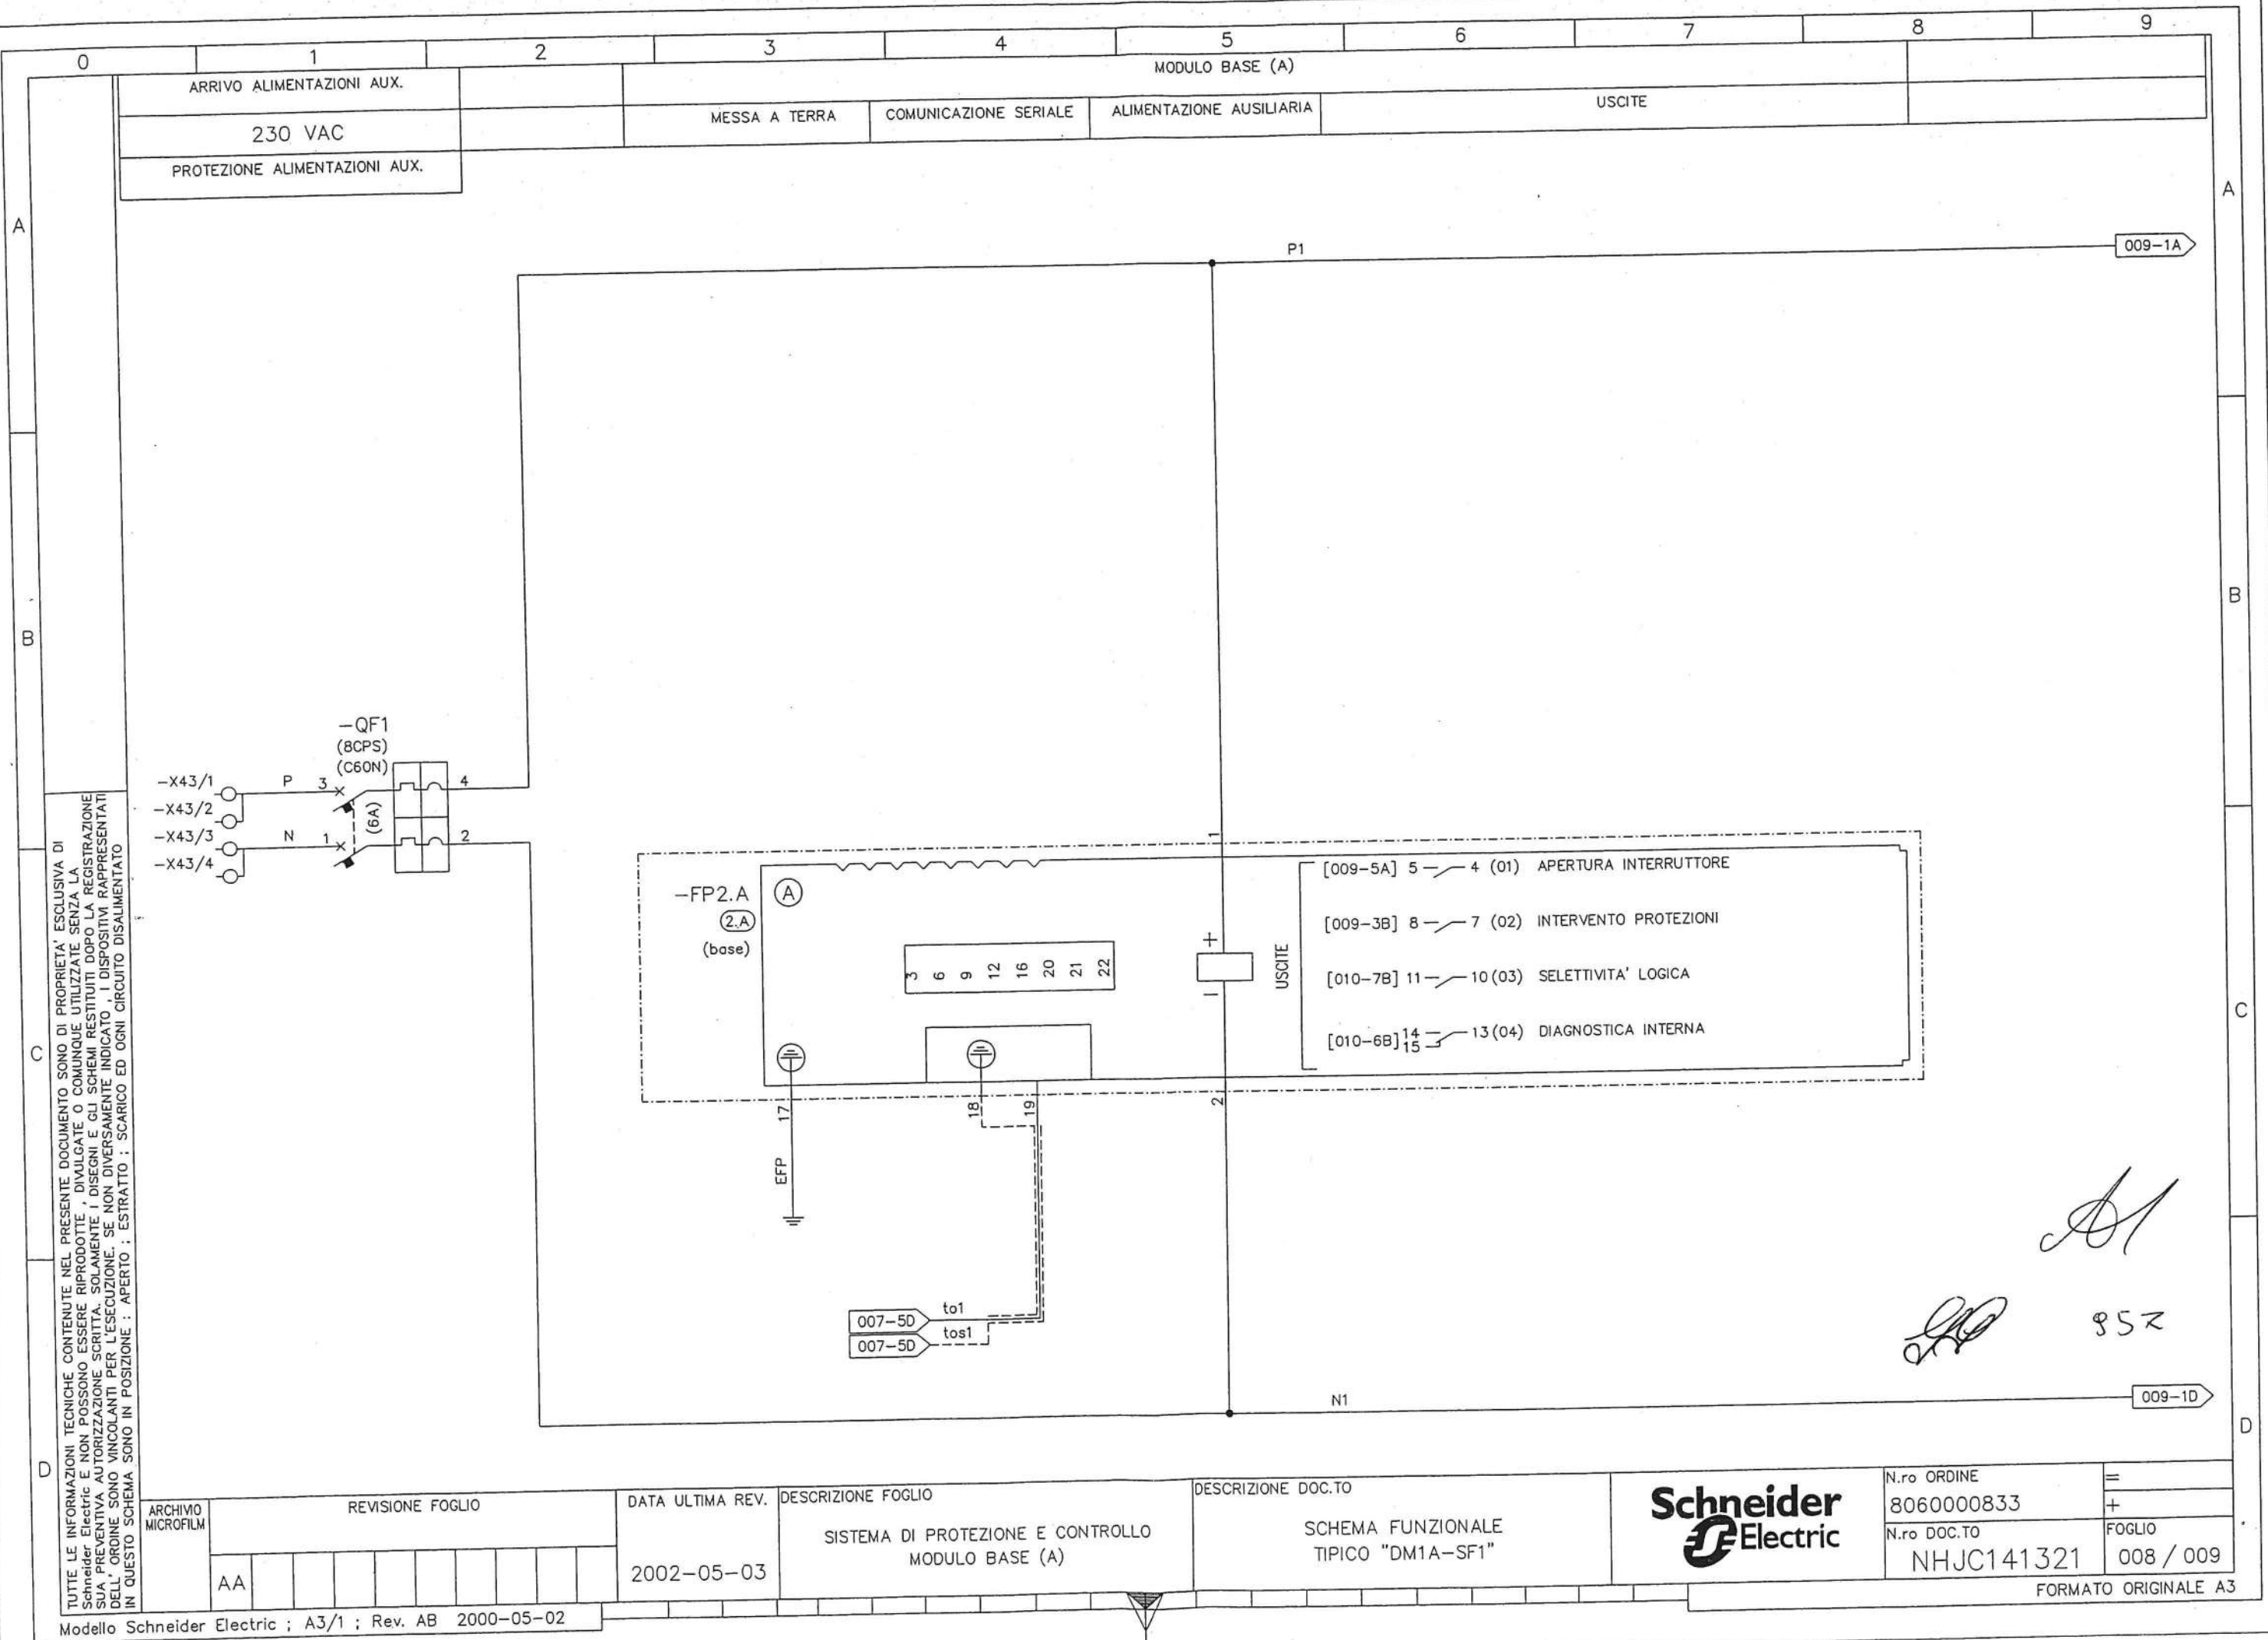 0 1 2 3 4 5 6 7 8 9
ARRIVO ALIMENTAZIONI AUX.
230 VAC
PROTEZIONE ALIMENTAZIONI AUX.
MODULO BASE (A)
MESSA A TERRA
COMUNICAZIONE SERIALE
ALIMENTAZIONE AUSILIARIA
USCITE
A
A
B
B
C
C
D
D
P1
009-1A
-QF1
(8CPS)
(C60N)
(6A)
-X43/1
-X43/2
-X43/3
-X43/4
P 3 4
N 1 2
1
-FP2.A
2.A
(base)
A
3 6 9 12 16 20 21 22
+
-
USCITE
[009-5A] 5 4 (01) APERTURA INTERRUTTORE
[009-3B] 8 7 (02) INTERVENTO PROTEZIONI
[010-7B] 11 10 (03) SELETTIVITA' LOGICA
[010-6B] 14 15 13 (04) DIAGNOSTICA INTERNA
17
18
19
2
EFP
007-5D to1
007-5D tos1
N1
009-1D
TUTTE LE INFORMAZIONI TECNICHE CONTENUTE NEL PRESENTE DOCUMENTO SONO DI PROPRIETA' ESCLUSIVA DI
Schneider Electric E NON POSSONO ESSERE RIPRODOTTE , DIVULGATE O COMUNQUE UTILIZZATE SENZA LA
SUA PREVENTIVA AUTORIZZAZIONE SCRITTA. SOLAMENTE I DISEGNI E GLI SCHEMI RESTITUITI DOPO LA REGISTRAZIONE
DELL' ORDINE SONO VINCOLANTI PER L'ESECUZIONE. SE NON DIVERSAMENTE INDICATO , I DISPOSITIVI RAPPRESENTATI
IN QUESTO SCHEMA SONO IN POSIZIONE : APERTO ; ESTRATTO ; SCARICO ED OGNI CIRCUITO DISALIMENTATO
ARCHIVIO
MICROFILM
REVISIONE FOGLIO
AA
DATA ULTIMA REV.
2002-05-03
DESCRIZIONE FOGLIO
SISTEMA DI PROTEZIONE E CONTROLLO
MODULO BASE (A)
DESCRIZIONE DOC.TO
SCHEMA FUNZIONALE
TIPICO "DM1A-SF1"
Schneider
Electric
N.ro ORDINE
8060000833
=
+
N.ro DOC.TO
NHJC141321
FOGLIO
008 / 009
FORMATO ORIGINALE A3
Modello Schneider Electric ; A3/1 ; Rev. AB 2000-05-02